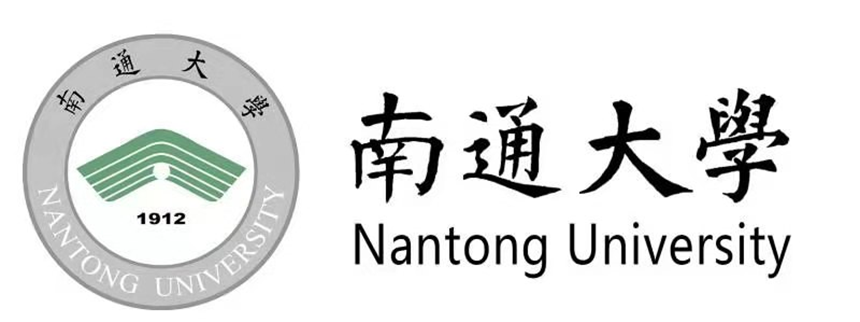 南通大學
1912
NANTONG UNIVERSITY
南通大學
Nantong University